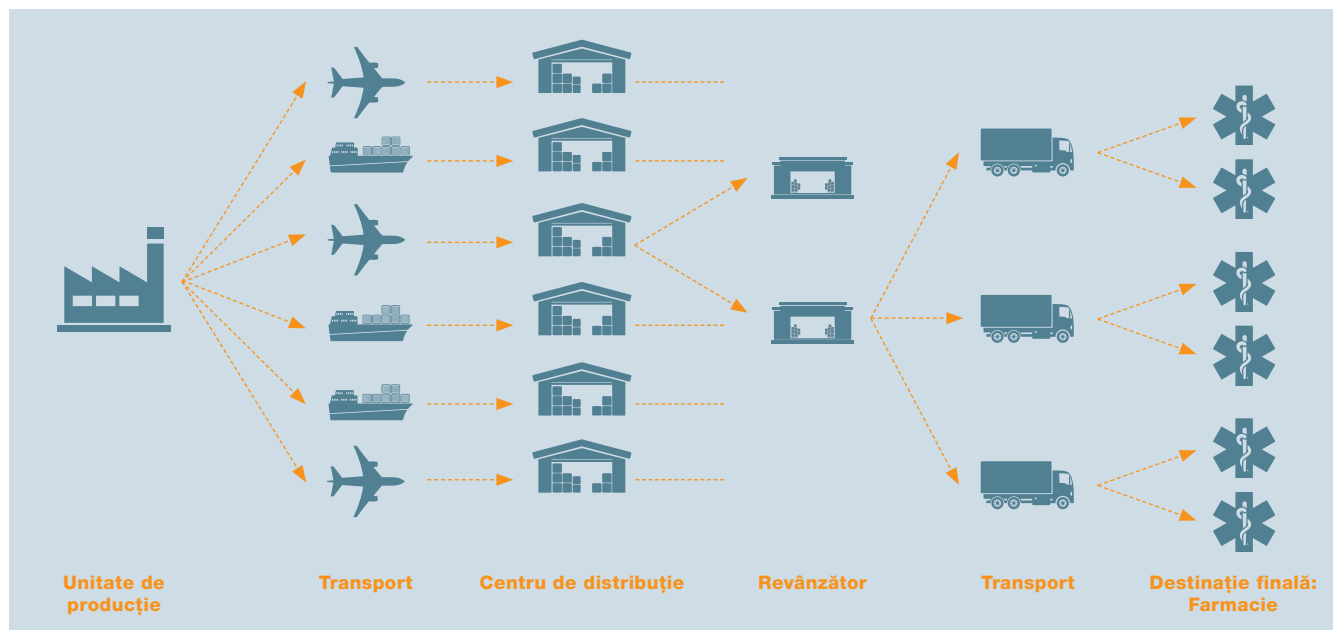 Unitate de
producție
Transport
Centru de distribuție
Revânzător
Transport
Destinație finală:
Farmacie